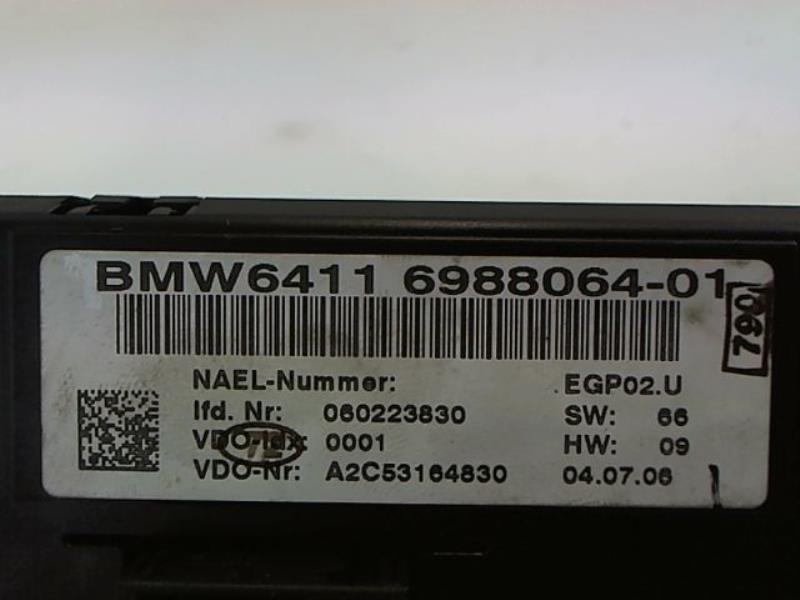 BMW6411 6988064-01
790
NAEL-Nummer: EGP02.U
lfd. Nr: 060223830 SW: 66
VDO-Idx: 0001 HW: 09
VDO-Nr: A2C53164830 04.07.06